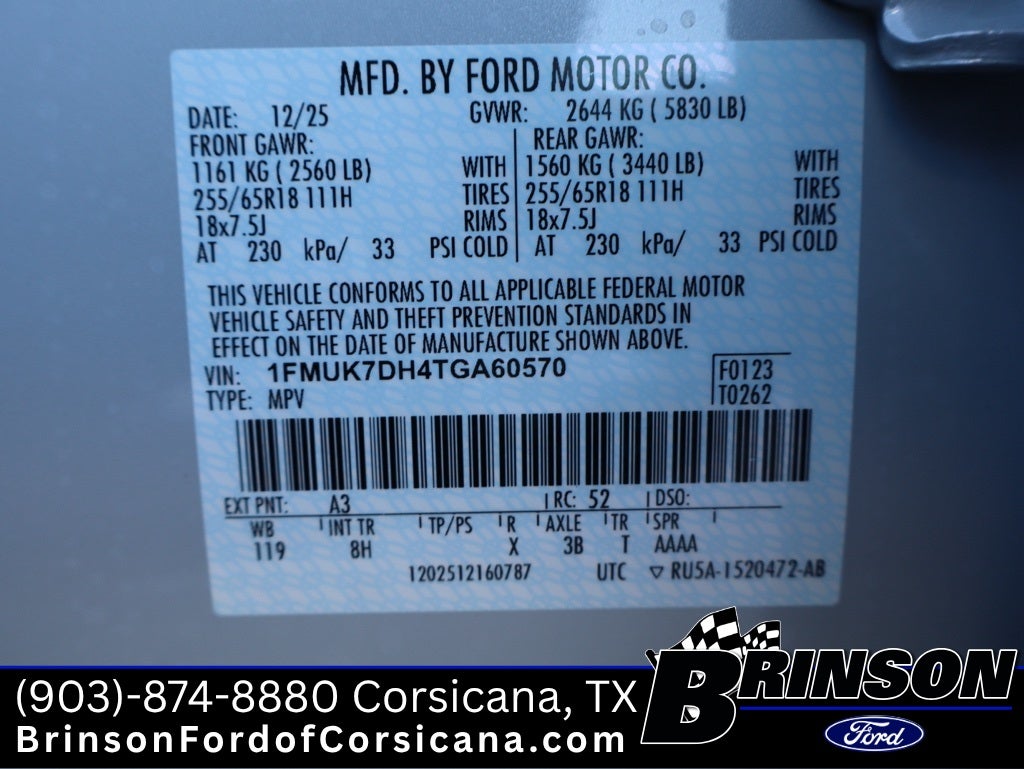 MFD. BY FORD MOTOR CO.
DATE: 12/25 GVWR: 2644 KG ( 5830 LB)
FRONT GAWR: REAR GAWR:
1161 KG ( 2560 LB) WITH 1560 KG ( 3440 LB) WITH
255/65R18 111H TIRES 255/65R18 111H TIRES
18x7.5J RIMS 18x7.5J RIMS
AT 230 kPa/ 33 PSI COLD AT 230 kPa/ 33 PSI COLD
THIS VEHICLE CONFORMS TO ALL APPLICABLE FEDERAL MOTOR
VEHICLE SAFETY AND THEFT PREVENTION STANDARDS IN
EFFECT ON THE DATE OF MANUFACTURE SHOWN ABOVE.
VIN: 1FMUK7DH4TGA60570 F0123
TYPE: MPV T0262
EXT PNT: A3 RC: 52 DSO:
WB INT TR TP/PS R AXLE TR SPR
119 8H X 3B T AAAA
1202512160787 UTC ▽ RU5A-1520472-AB
(903)-874-8880 Corsicana, TX
BrinsonFordofCorsicana.com
BRINSON
Ford